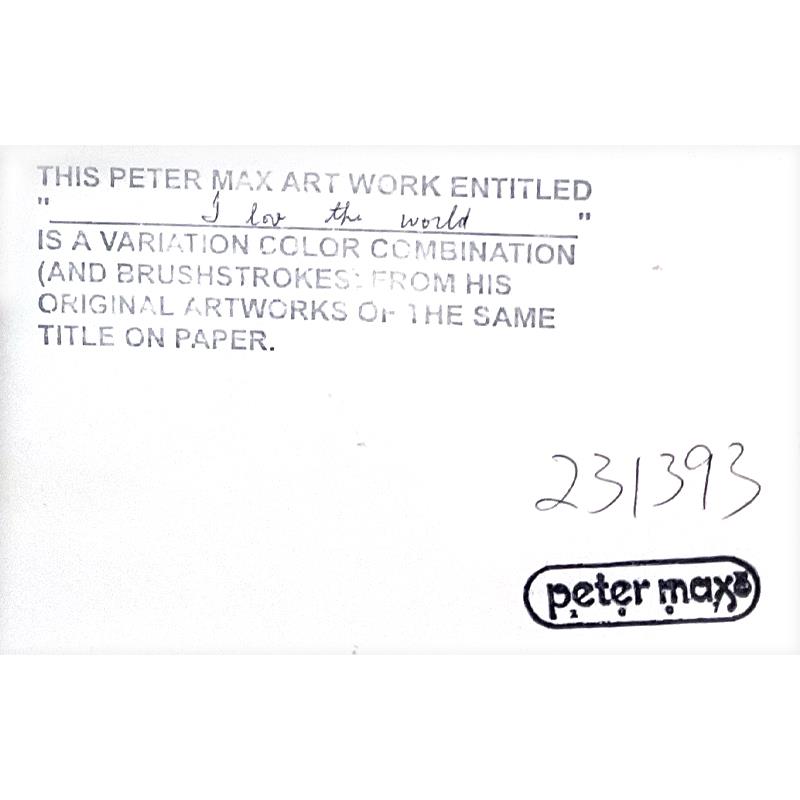 THIS PETER MAX ART WORK ENTITLED
" I love the world "
IS A VARIATION COLOR COMBINATION
(AND BRUSHSTROKES) FROM HIS
ORIGINAL ARTWORKS OF THE SAME
TITLE ON PAPER.
231393
peter max